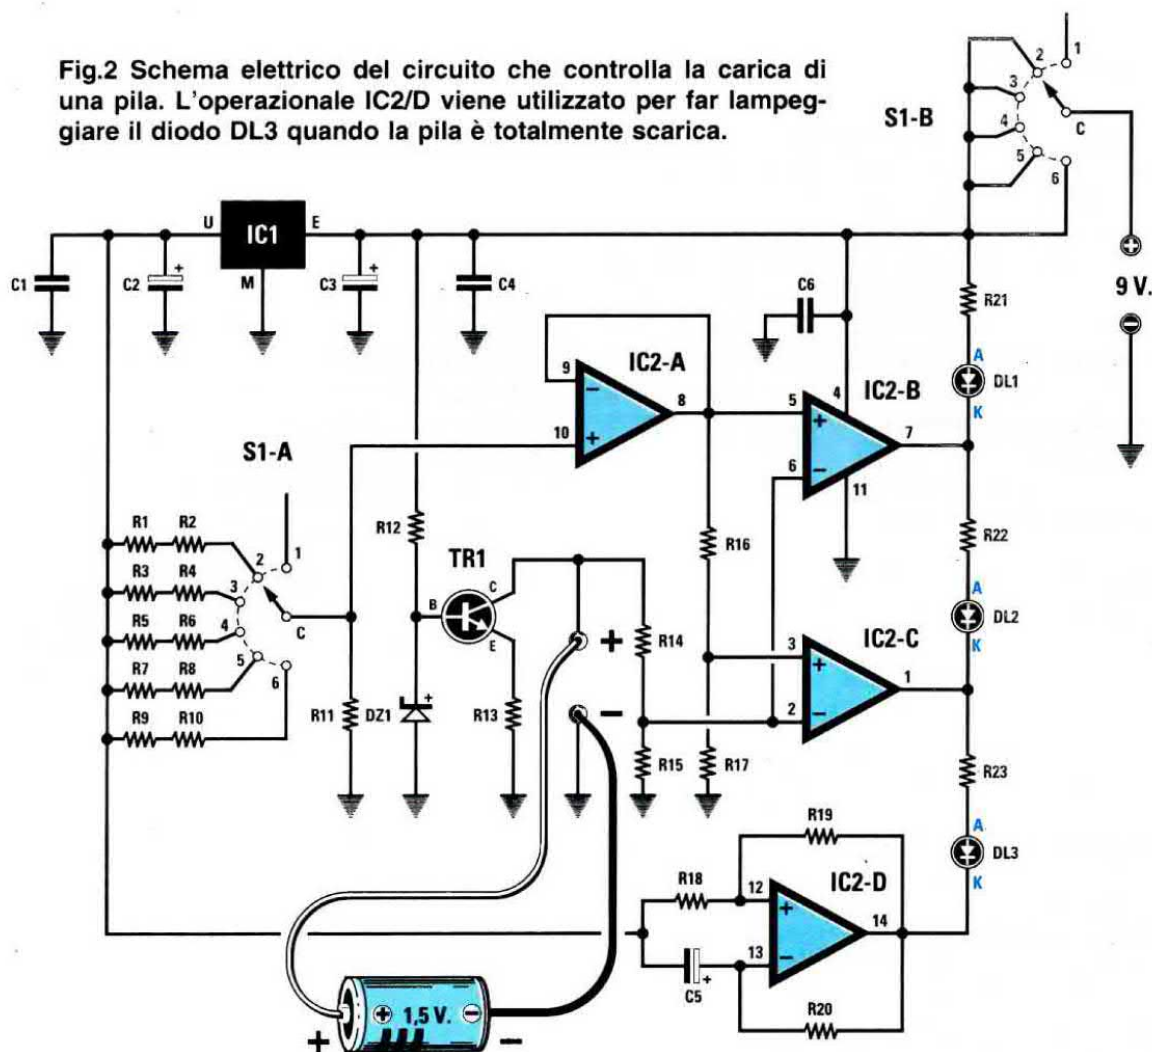 Fig.2 Schema elettrico del circuito che controlla la carica di
una pila. L'operazionale IC2/D viene utilizzato per far lampeg-
giare il diodo DL3 quando la pila è totalmente scarica.
S1-B
1
2
3
4
5
6
C
9 V.
+
−
U
IC1
E
M
C1
C2
+
C3
+
C4
C6
R21
A
DL1
K
9
−
10
+
IC2-A
8
5
+
6
−
4
IC2-B
7
11
S1-A
R1
R2
R3
R4
R5
R6
R7
R8
R9
R10
1
2
3
4
5
6
C
R11
R12
DZ1
+
TR1
B
C
E
R13
+
−
R14
R15
R16
R17
R22
A
DL2
K
3
+
2
−
IC2-C
1
R23
A
DL3
K
R19
R18
12
+
13
−
IC2-D
14
C5
+
R20
+
1,5 V.
−
+
−